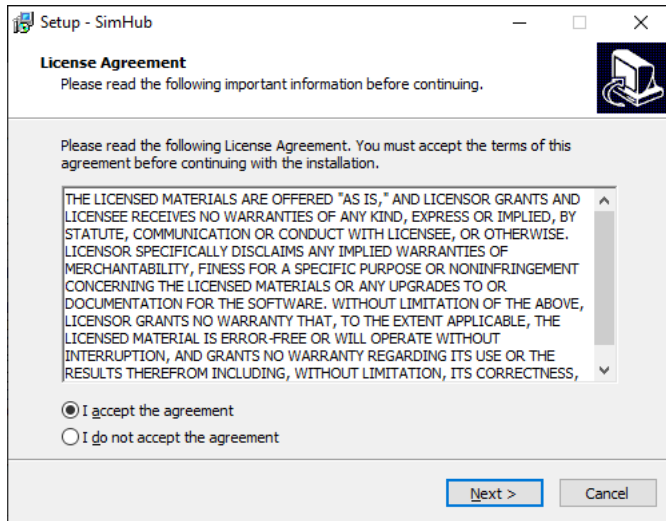 Setup - SimHub
License Agreement
Please read the following important information before continuing.
Please read the following License Agreement. You must accept the terms of this
agreement before continuing with the installation.
THE LICENSED MATERIALS ARE OFFERED "AS IS," AND LICENSOR GRANTS AND
LICENSEE RECEIVES NO WARRANTIES OF ANY KIND, EXPRESS OR IMPLIED, BY
STATUTE, COMMUNICATION OR CONDUCT WITH LICENSEE, OR OTHERWISE.
LICENSOR SPECIFICALLY DISCLAIMS ANY IMPLIED WARRANTIES OF
MERCHANTABILITY, FINESS FOR A SPECIFIC PURPOSE OR NONINFRINGEMENT
CONCERNING THE LICENSED MATERIALS OR ANY UPGRADES TO OR
DOCUMENTATION FOR THE SOFTWARE. WITHOUT LIMITATION OF THE ABOVE,
LICENSOR GRANTS NO WARRANTY THAT, TO THE EXTENT APPLICABLE, THE
LICENSED MATERIAL IS ERROR-FREE OR WILL OPERATE WITHOUT
INTERRUPTION, AND GRANTS NO WARRANTY REGARDING ITS USE OR THE
RESULTS THEREFROM INCLUDING, WITHOUT LIMITATION, ITS CORRECTNESS,
I accept the agreement
I do not accept the agreement
Next >
Cancel